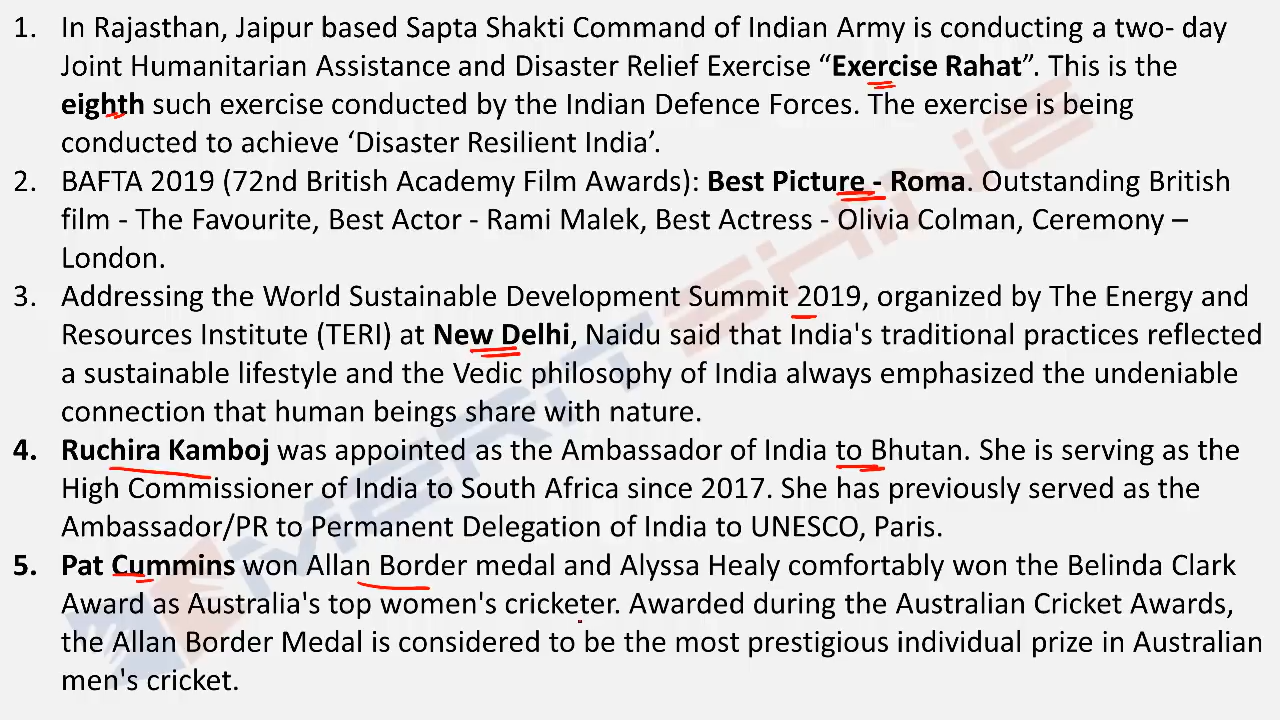 1. In Rajasthan, Jaipur based Sapta Shakti Command of Indian Army is conducting a two- day
Joint Humanitarian Assistance and Disaster Relief Exercise “Exercise Rahat”. This is the
eighth such exercise conducted by the Indian Defence Forces. The exercise is being
conducted to achieve ‘Disaster Resilient India’.
2. BAFTA 2019 (72nd British Academy Film Awards): Best Picture - Roma. Outstanding British
film - The Favourite, Best Actor - Rami Malek, Best Actress - Olivia Colman, Ceremony –
London.
3. Addressing the World Sustainable Development Summit 2019, organized by The Energy and
Resources Institute (TERI) at New Delhi, Naidu said that India's traditional practices reflected
a sustainable lifestyle and the Vedic philosophy of India always emphasized the undeniable
connection that human beings share with nature.
4. Ruchira Kamboj was appointed as the Ambassador of India to Bhutan. She is serving as the
High Commissioner of India to South Africa since 2017. She has previously served as the
Ambassador/PR to Permanent Delegation of India to UNESCO, Paris.
5. Pat Cummins won Allan Border medal and Alyssa Healy comfortably won the Belinda Clark
Award as Australia's top women's cricketer. Awarded during the Australian Cricket Awards,
the Allan Border Medal is considered to be the most prestigious individual prize in Australian
men's cricket.
MERIT SHINE